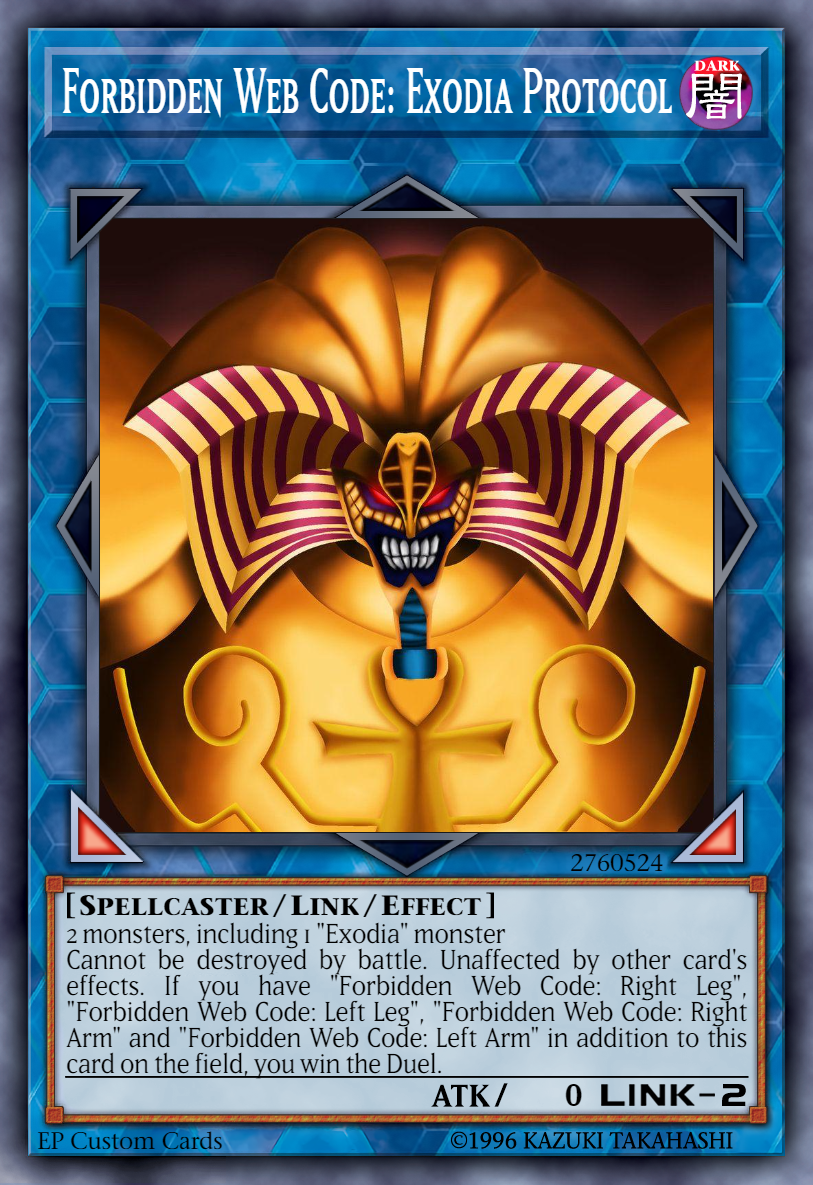 Forbidden Web Code: Exodia Protocol
DARK
闇
2760524
[Spellcaster/Link/Effect]
2 monsters, including 1 "Exodia" monster
Cannot be destroyed by battle. Unaffected by other card's
effects. If you have "Forbidden Web Code: Right Leg",
"Forbidden Web Code: Left Leg", "Forbidden Web Code: Right
Arm" and "Forbidden Web Code: Left Arm" in addition to this
card on the field, you win the Duel.
ATK/ 0 LINK-2
EP Custom Cards ©1996 KAZUKI TAKAHASHI